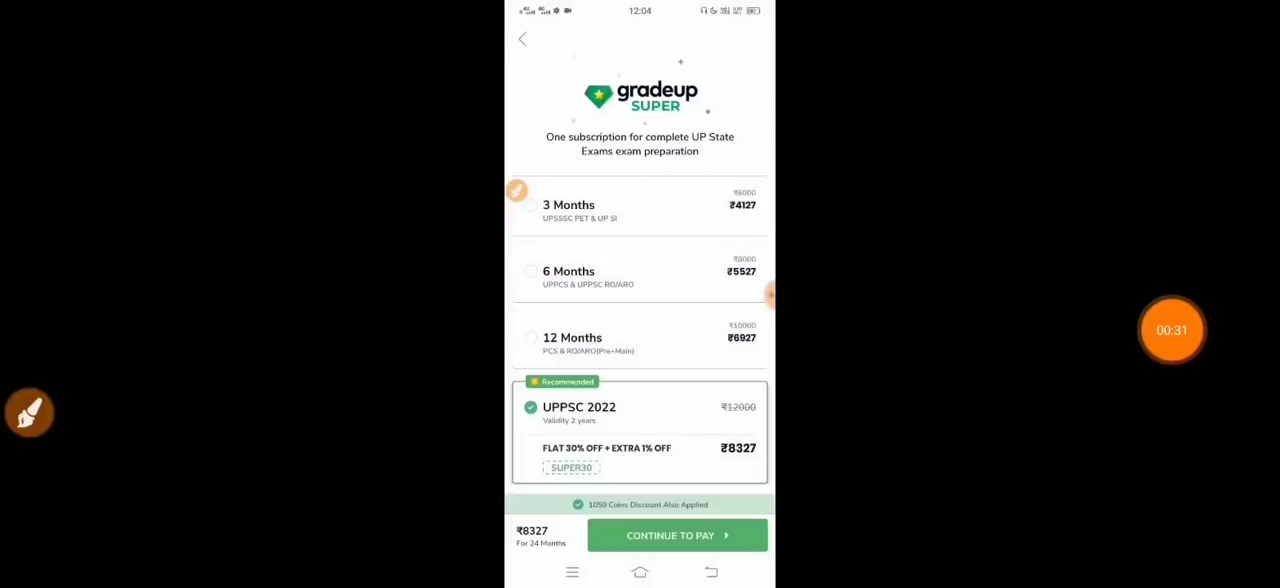 12:04
gradeup
SUPER
One subscription for complete UP State
Exams exam preparation
3 Months
₹6000
₹4127
UPSSSC PET & UP SI
6 Months
₹8000
₹5527
UPPCS & UPPSC RO/ARO
12 Months
₹10000
₹6927
PCS & RO/ARO(Pre+Main)
Recommended
UPPSC 2022
₹12000
Validity 2 years
FLAT 30% OFF + EXTRA 1% OFF
₹8327
SUPER30
1050 Coins Discount Also Applied
₹8327
For 24 Months
CONTINUE TO PAY
00:31